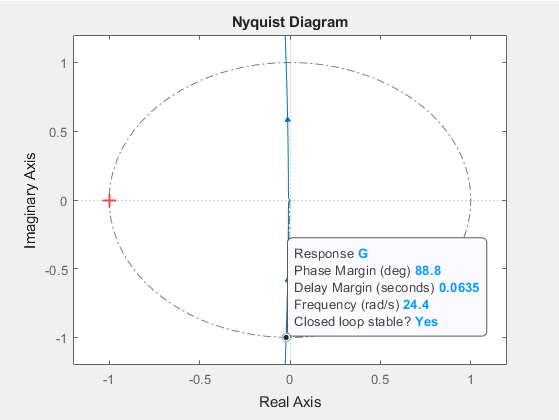 Nyquist Diagram
1
0.5
0
-0.5
-1
Imaginary Axis
Response G
Phase Margin (deg) 88.8
Delay Margin (seconds) 0.0635
Frequency (rad/s) 24.4
Closed loop stable? Yes
-1 -0.5 0 0.5 1
Real Axis